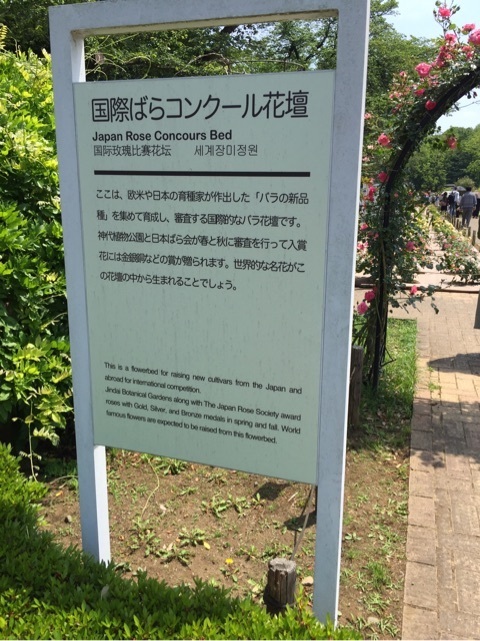 国際ばらコンクール花壇
Japan Rose Concours Bed
国际玫瑰比赛花坛 세계장미정원
ここは、欧米や日本の育種家が作出した「バラの新品
種」を集めて育成し、審査する国際的なバラ花壇です。
神代植物公園と日本ばら会が春と秋に審査を行って入賞
花には金銀銅などの賞が贈られます。世界的な名花がこ
の花壇の中から生まれることでしょう。
This is a flowerbed for raising new cultivars from the Japan and
abroad for international competition.
Jindai Botanical Gardens along with The Japan Rose Society award
roses with Gold, Silver, and Bronze medals in spring and fall. World
famous flowers are expected to be raised from this flowerbed.